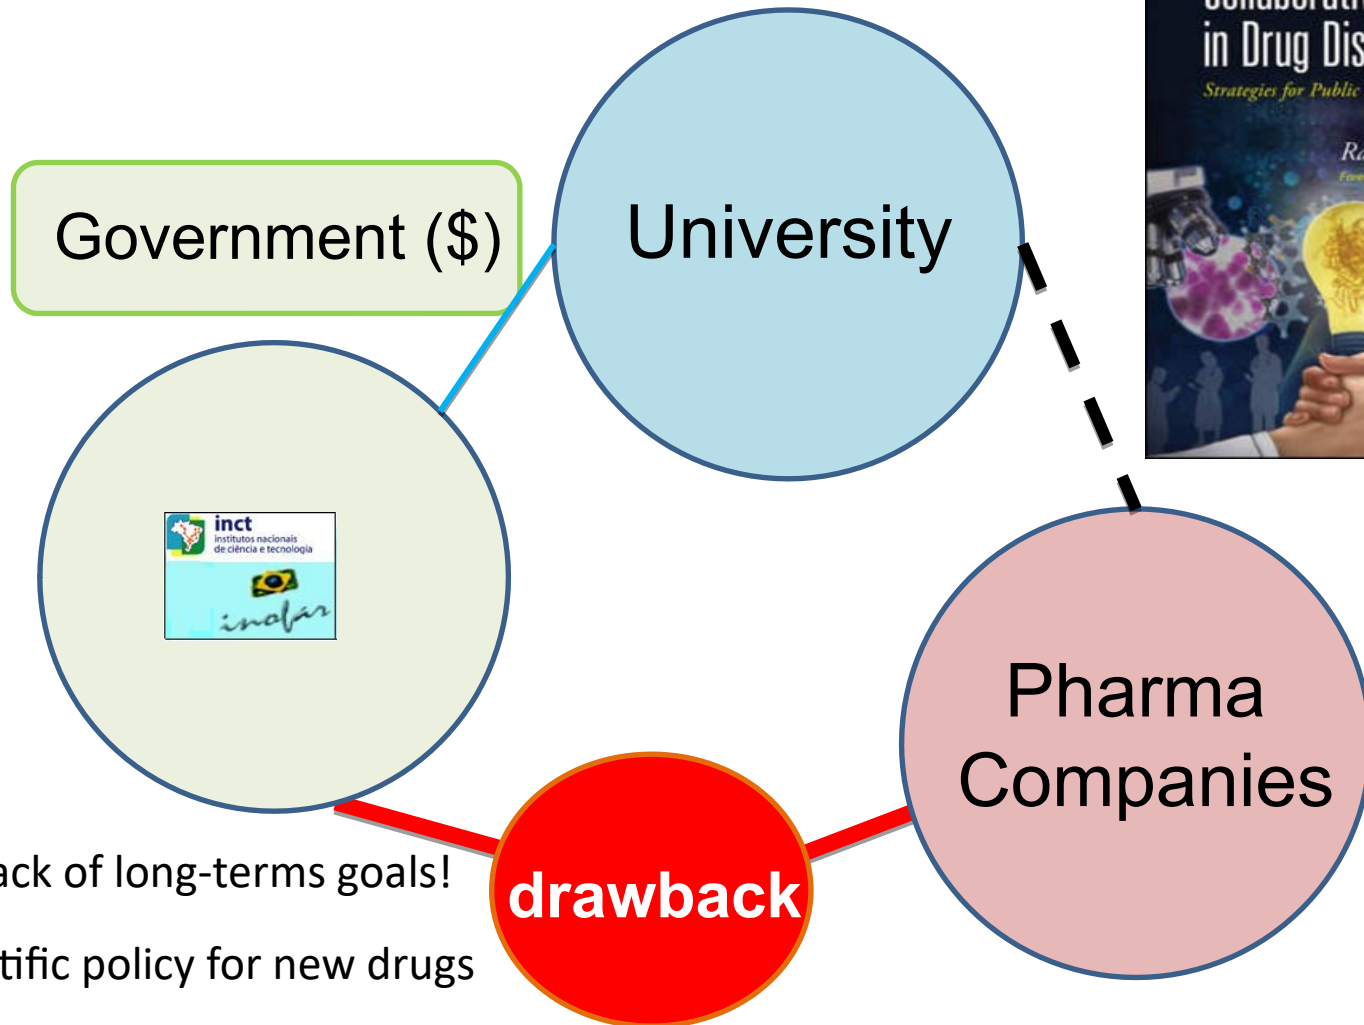 in Drug Dis
Strategies for Public
Government ($)
University
inct
institutos nacionais
de ciência e tecnologia
inofar
Pharma
Companies
ack of long-terms goals!
drawback
tific policy for new drugs